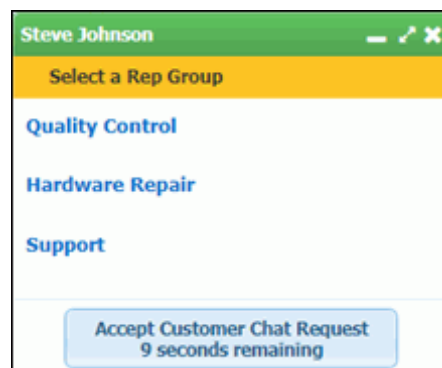 Steve Johnson
Select a Rep Group
Quality Control
Hardware Repair
Support
Accept Customer Chat Request
9 seconds remaining